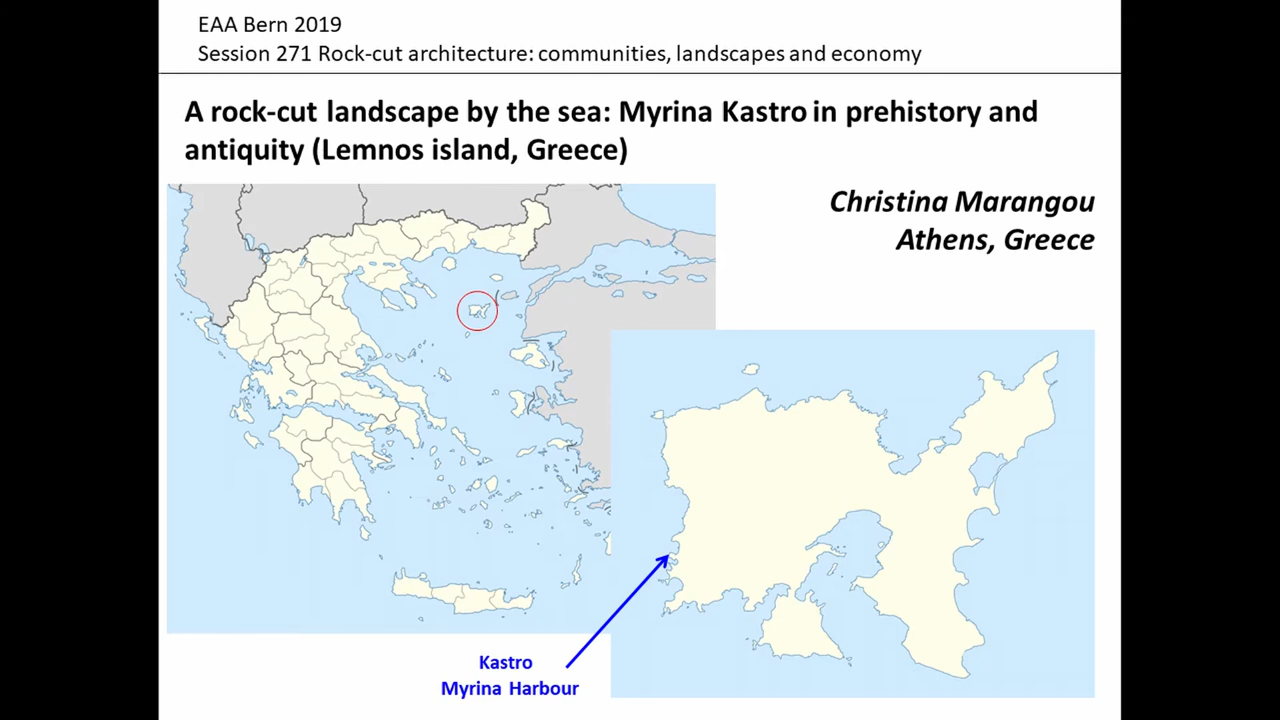 EAA Bern 2019
Session 271 Rock-cut architecture: communities, landscapes and economy
A rock-cut landscape by the sea: Myrina Kastro in prehistory and
antiquity (Lemnos island, Greece)
Christina Marangou
Athens, Greece
Kastro
Myrina Harbour